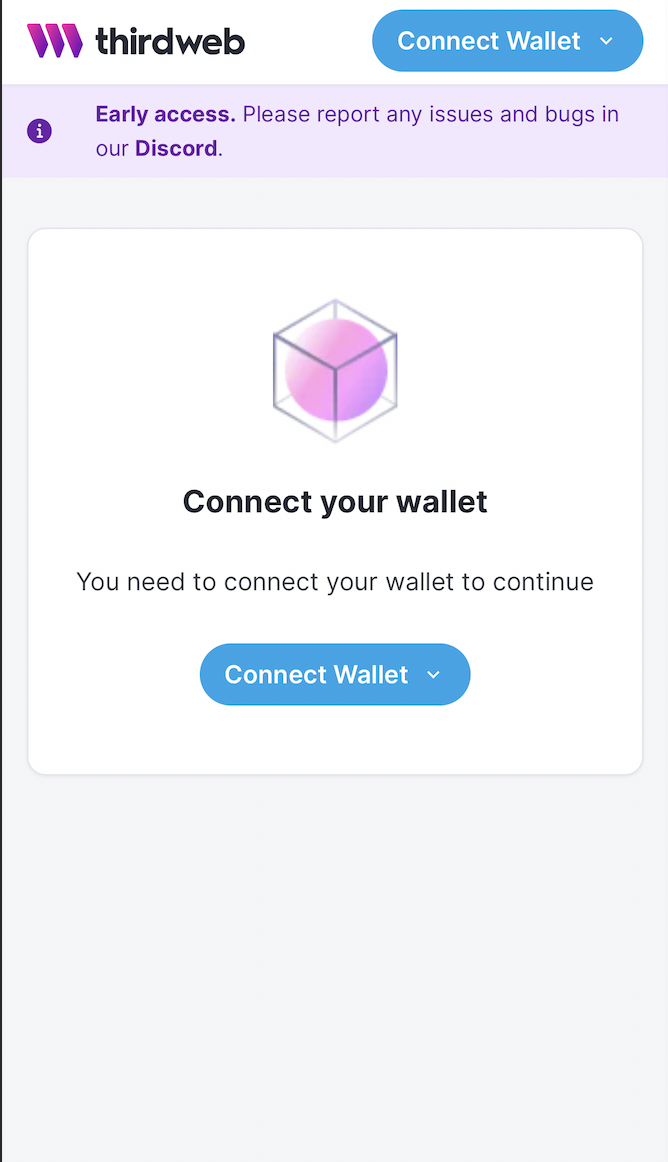 thirdweb
Connect Wallet
Early access. Please report any issues and bugs in
our Discord.
Connect your wallet
You need to connect your wallet to continue
Connect Wallet